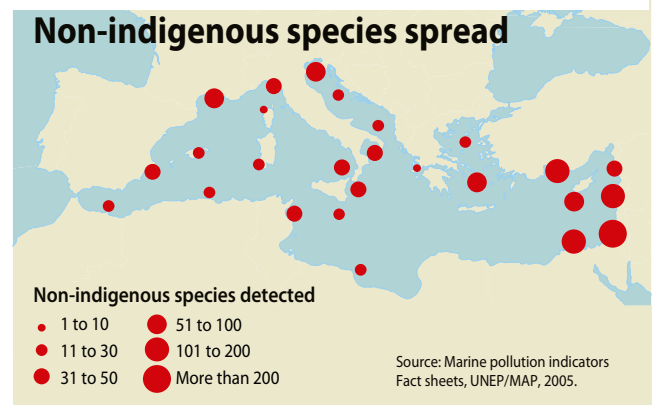 Non-indigenous species spread
Non-indigenous species detected
1 to 10
11 to 30
31 to 50
51 to 100
101 to 200
More than 200
Source: Marine pollution indicators
Fact sheets, UNEP/MAP, 2005.